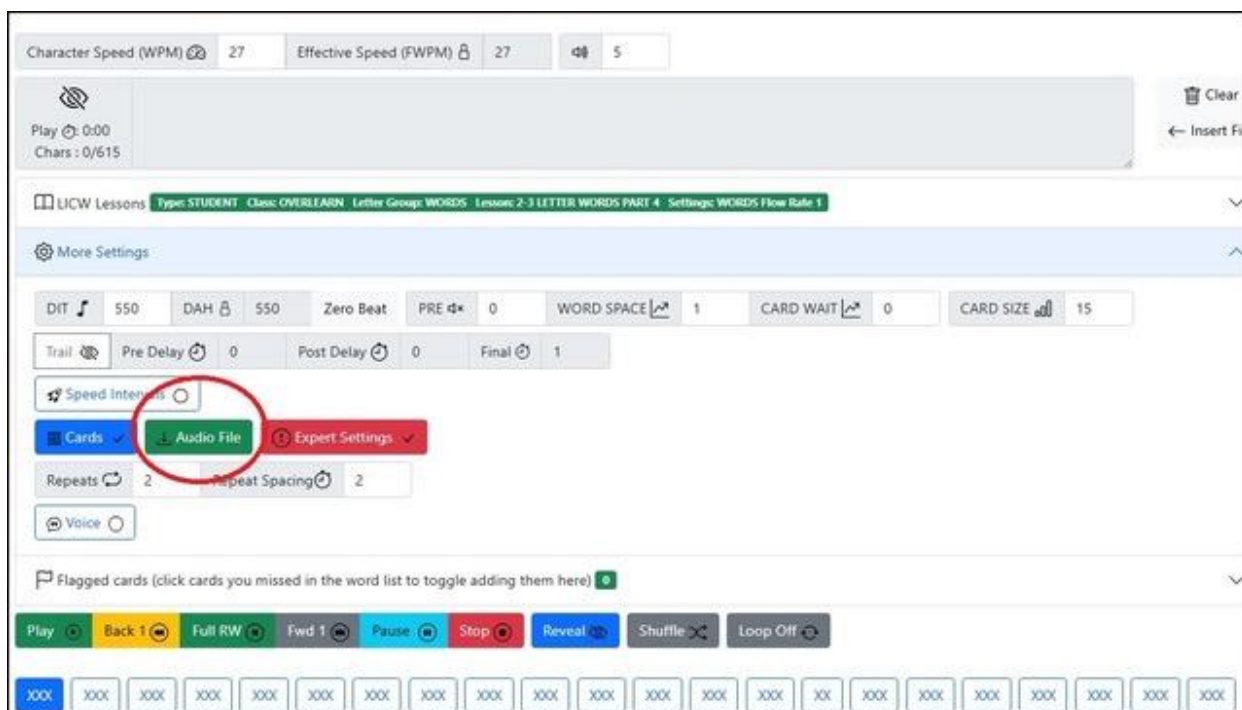 Character Speed (WPM) 27 Effective Speed (FWPM) 27 5
Play : 0:00
Chars : 0/615
Clear
Insert Fi
LICW Lessons Type: STUDENT Class: OVERLEARN Letter Group: WORDS Lesson: 2-3 LETTER WORDS PART 4 Settings: WORDS Flow Rate 1
More Settings
DIT 550 DAH 550 Zero Beat PRE 0 WORD SPACE 1 CARD WAIT 0 CARD SIZE 15
Trail Pre Delay 0 Post Delay 0 Final 1
Speed Intervals
Cards Audio File Expert Settings
Repeats 2 Repeat Spacing 2
Voice
Flagged cards (click cards you missed in the word list to toggle adding them here) 0
Play Back 1 Full RW Fwd 1 Pause Stop Reveal Shuffle Loop Off
XXX XXX XXX XXX XXX XXX XXX XXX XXX XXX XXX XXX XXX XXX XX XXX XXX XXX XXX XXX XXX XXX